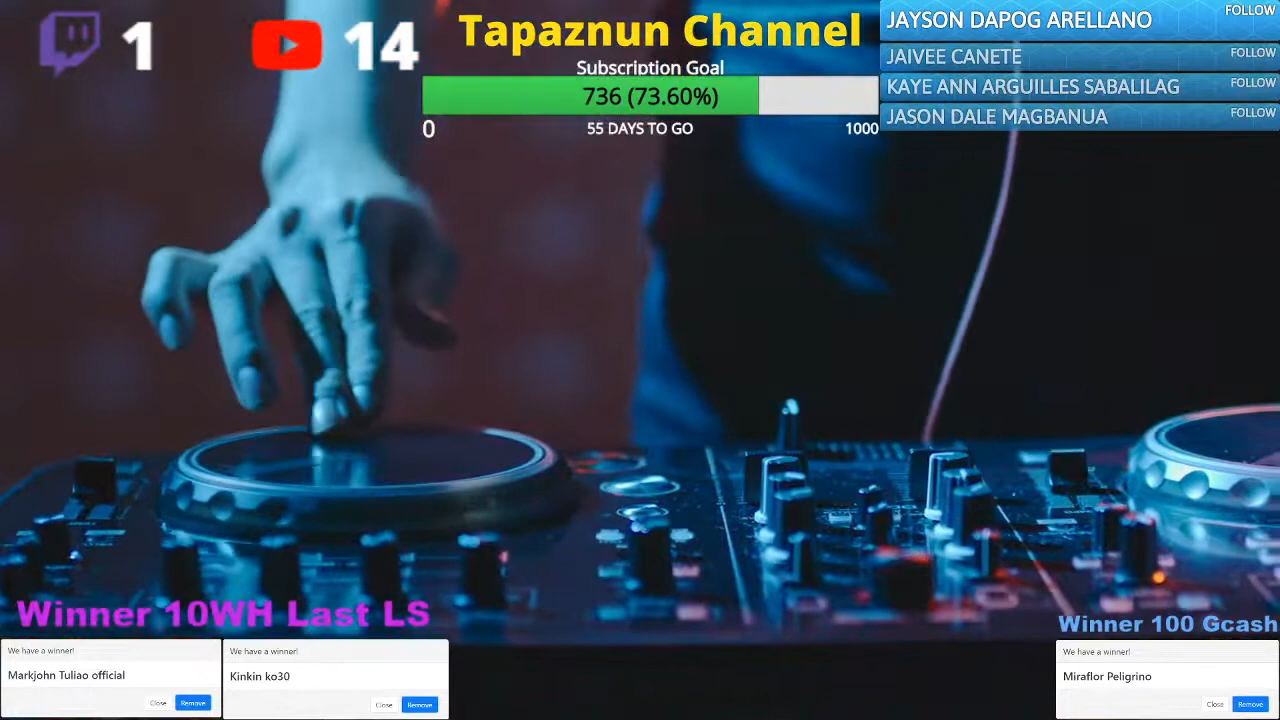 1
14
Tapaznun Channel
Subscription Goal
736 (73.60%)
0
55 DAYS TO GO
1000
JAYSON DAPOG ARELLANO
FOLLOW
JAIVEE CANETE
FOLLOW
KAYE ANN ARGUILLES SABALILAG
FOLLOW
JASON DALE MAGBANUA
FOLLOW
Winner 10WH Last LS
We have a winner!
Markjohn Tuliao official
Close
Remove
We have a winner!
Kinkin ko30
Close
Remove
Winner 100 Gcash
We have a winner!
Miraflor Peligrino
Close
Remove